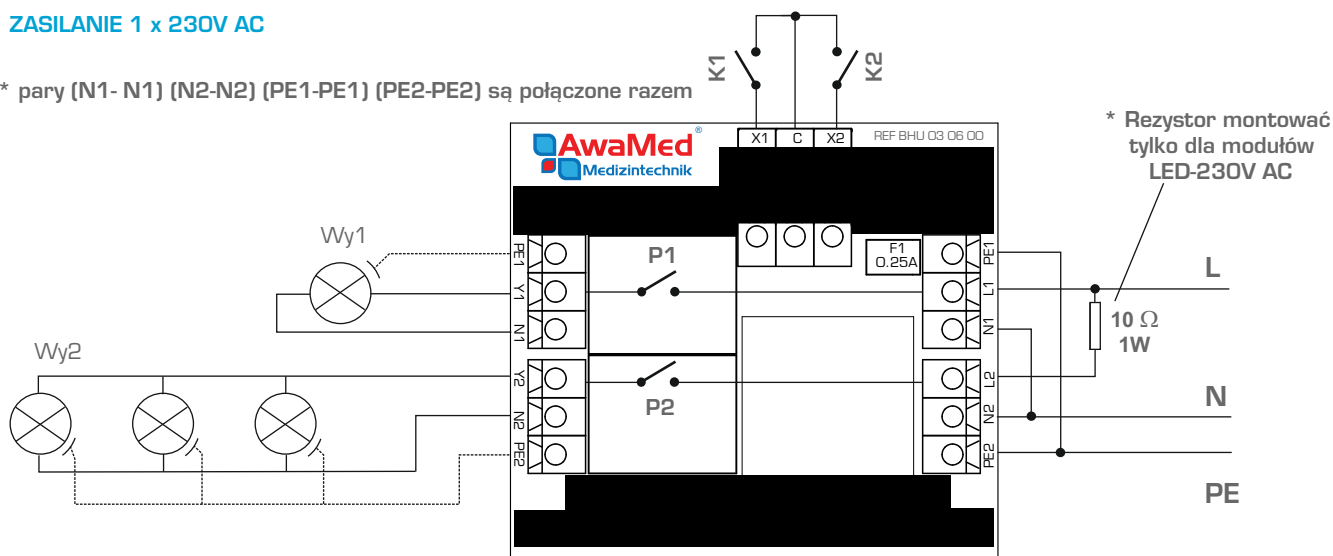 ZASILANIE 1 x 230V AC
* pary (N1- N1) (N2-N2) (PE1-PE1) (PE2-PE2) są połączone razem
K1
K2
X1 C X2
REF BHU 03 06 00
AwaMed®
Medizintechnik
* Rezystor montować
tylko dla modułów
LED-230V AC
Wy1
PE1
Y1
N1
P1
F1
0.25A
PE1
L1
N1
L
10 Ω
1W
Wy2
Y2
N2
PE2
P2
L2
N2
PE2
N
PE